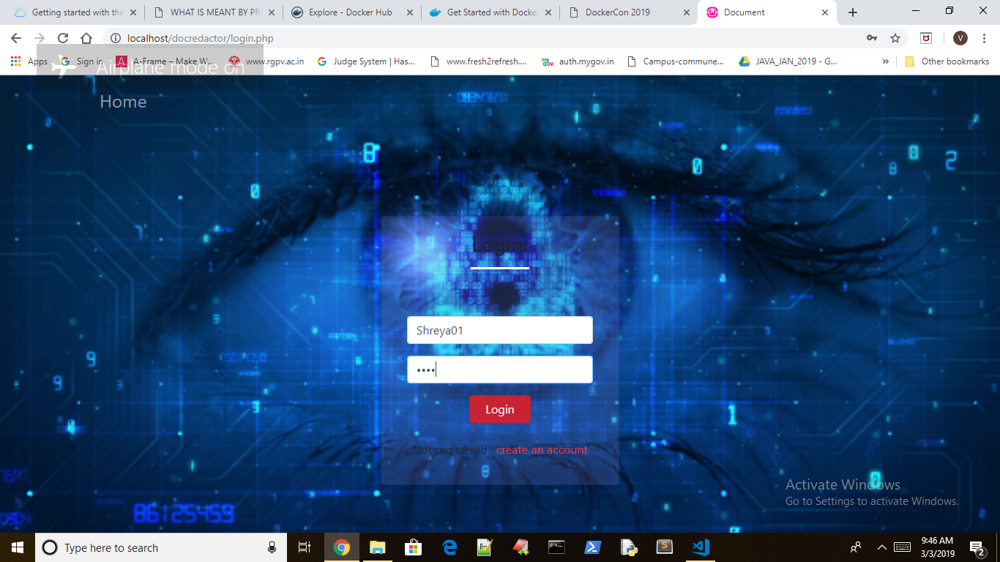 Getting started with the
WHAT IS MEANT BY PR
Explore - Docker Hub
Get Started with Docker
DockerCon 2019
Document
localhost/docredactor/login.php
V
Apps
Sign in
A-Frame – Make W...
www.rgpv.ac.in
Judge System | Has...
www.fresh2refresh....
auth.mygov.in
Campus-commune...
JAVA_JAN_2019 - G...
»
Other bookmarks
Airplane mode on
Home
Login:
Shreya01
••••
Login
Not registered? create an account
86125459
Activate Windows
Go to Settings to activate Windows.
Type here to search
9:46 AM
3/3/2019
2